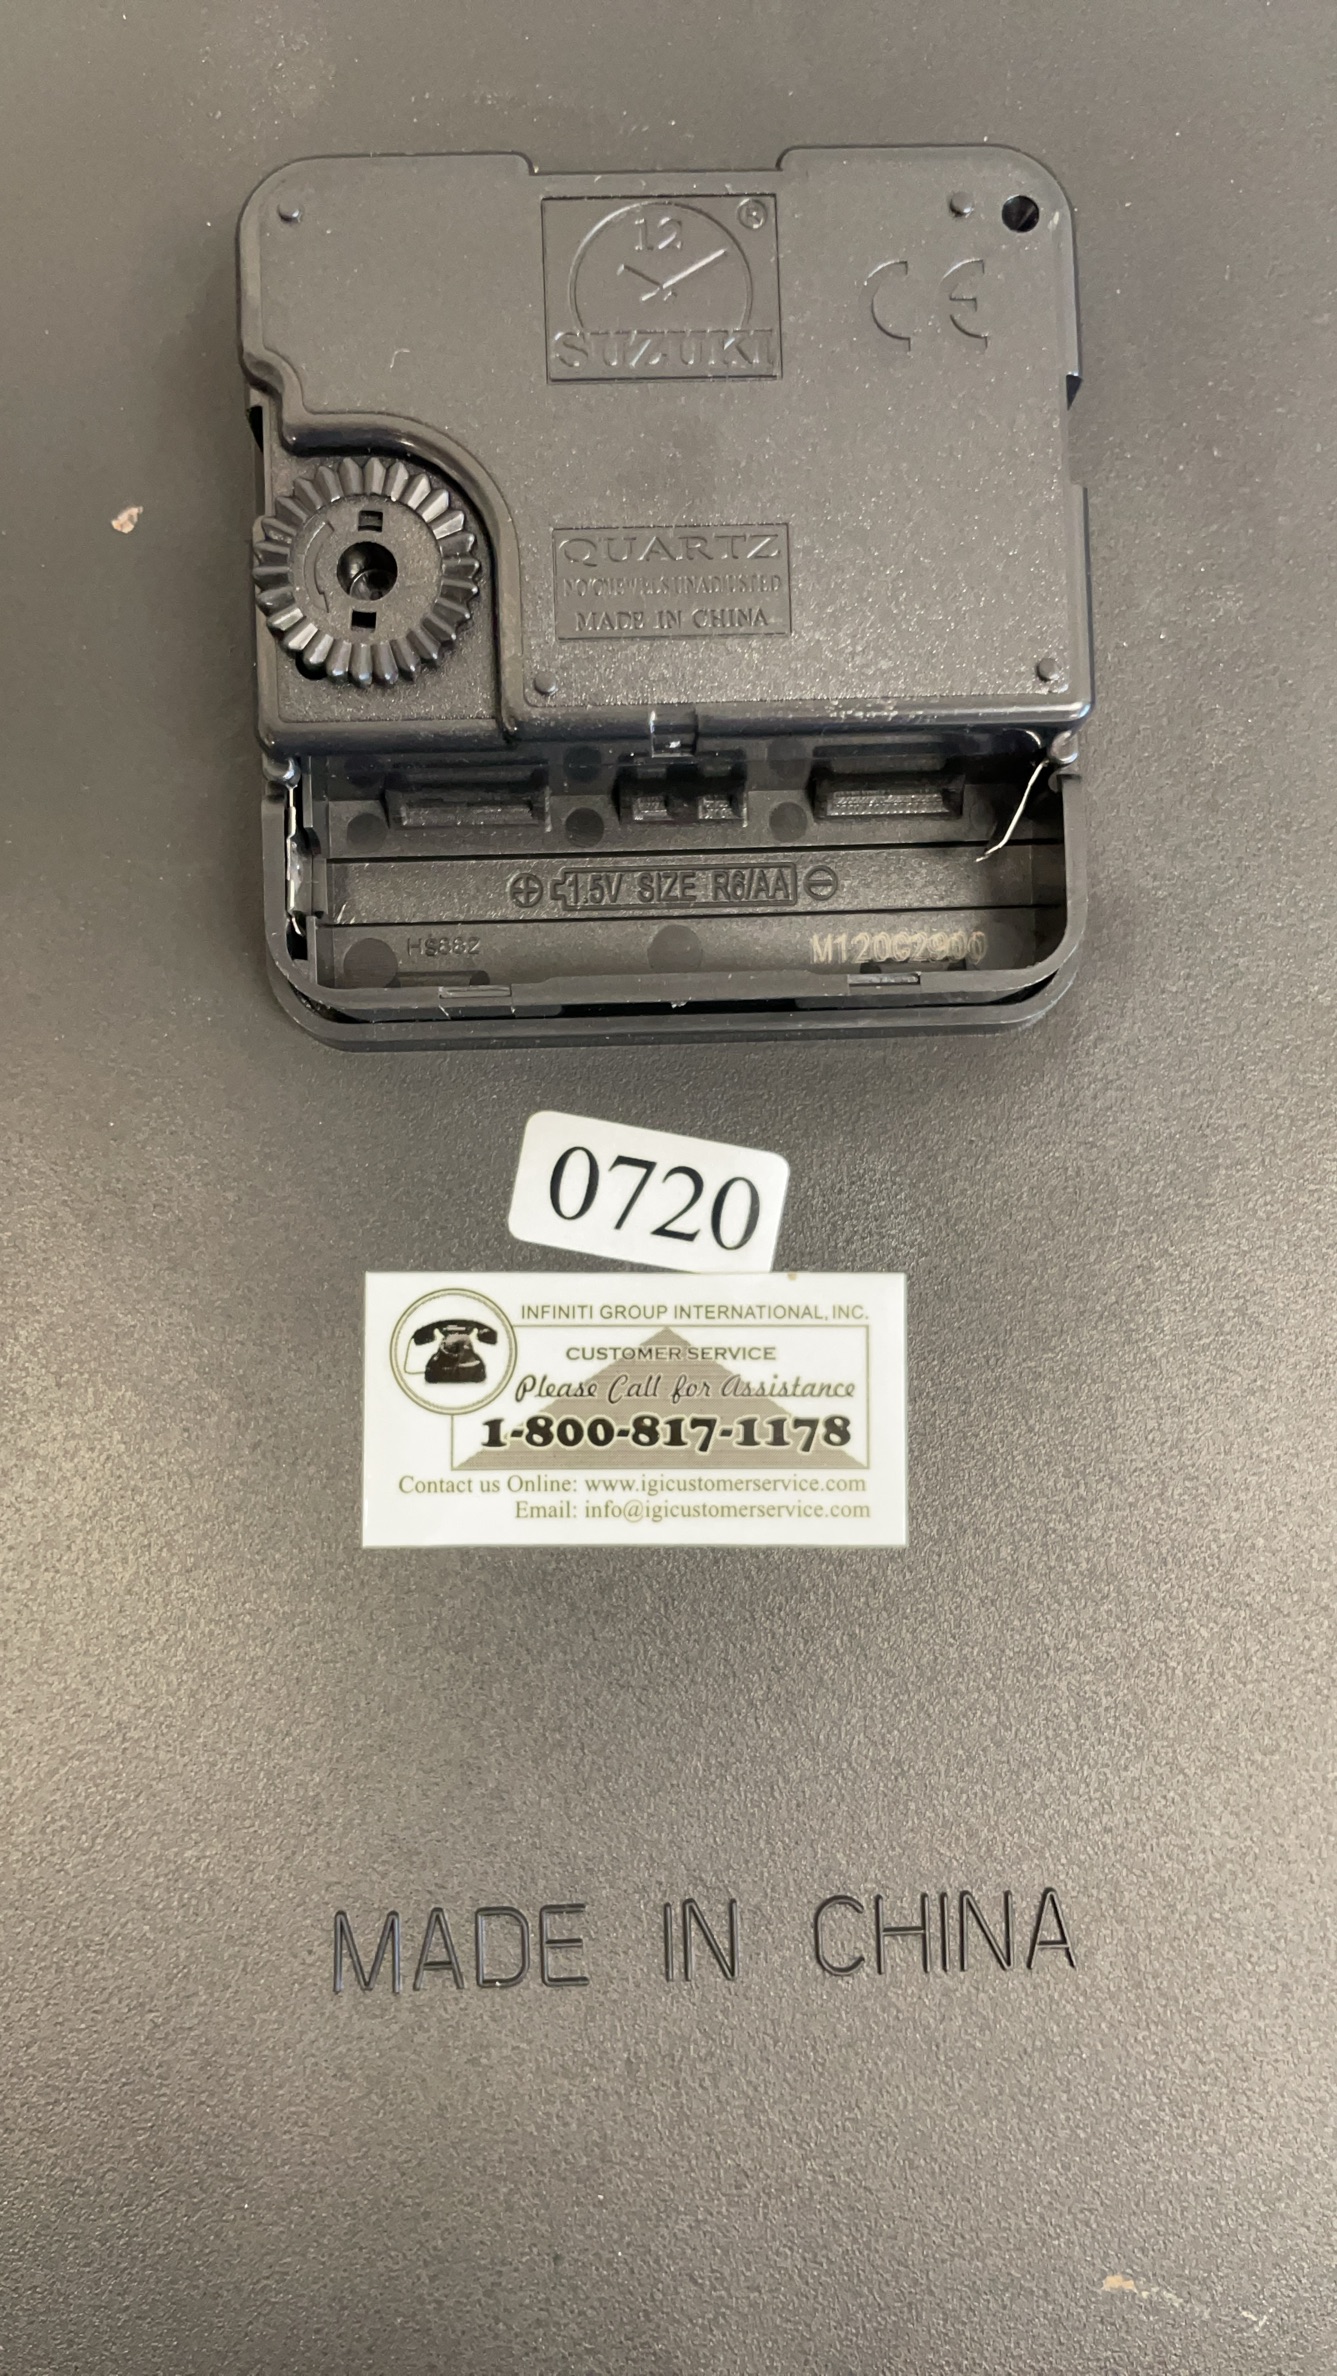 12 ®
SUZUKI
CE
QUARTZ
MADE IN CHINA
⊕ 1.5V SIZE R6/AA ⊖
0720
INFINITI GROUP INTERNATIONAL, INC.
CUSTOMER SERVICE
Please Call for Assistance
1-800-817-1178
Contact us Online: www.igicustomerservice.com
Email: info@igicustomerservice.com
MADE IN CHINA